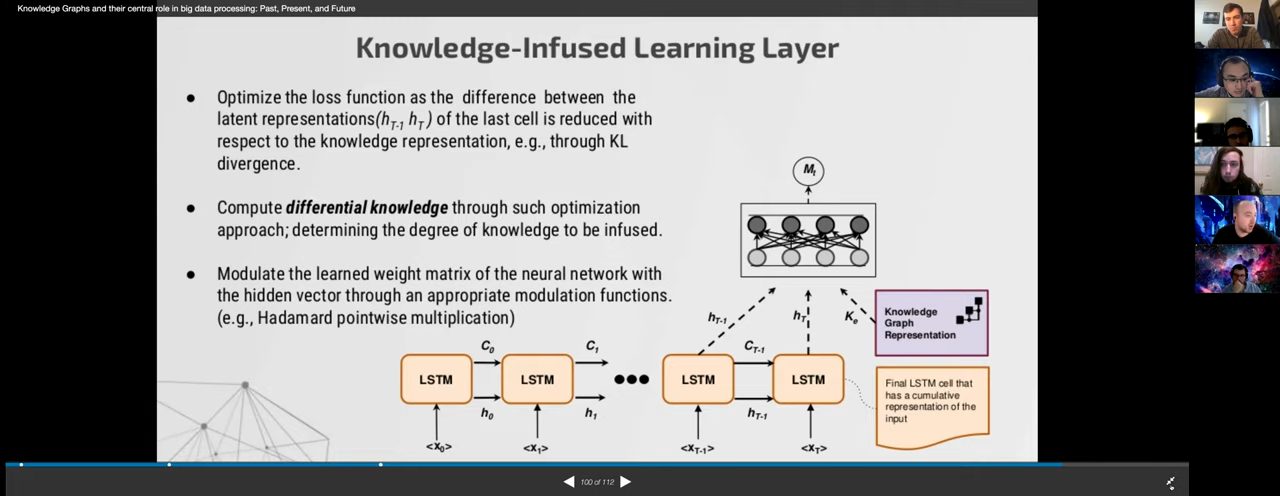 Knowledge Graphs and their central role in big data processing: Past, Present, and Future
Knowledge-Infused Learning Layer
● Optimize the loss function as the difference between the
latent representations(hT-1 hT) of the last cell is reduced with
respect to the knowledge representation, e.g., through KL
divergence.
● Compute differential knowledge through such optimization
approach; determining the degree of knowledge to be infused.
● Modulate the learned weight matrix of the neural network with
the hidden vector through an appropriate modulation functions.
(e.g., Hadamard pointwise multiplication)
Mt
hT-1
hT
Ke
Knowledge
Graph
Representation
C0
C1
CT-1
LSTM
LSTM
LSTM
LSTM
h0
h1
hT-1
<x0>
<x1>
<xT-1>
<xT>
Final LSTM cell that
has a cumulative
representation of the
input
100 of 112